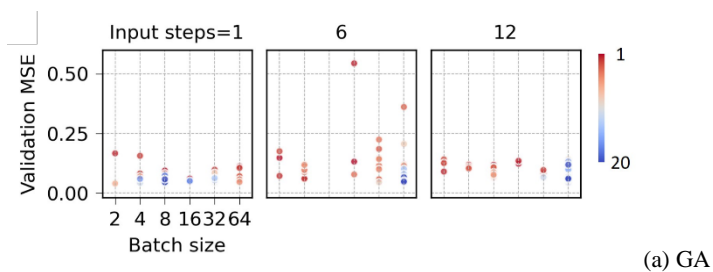 Input steps=1 6 12
1
0.50
Validation MSE
0.25
20
0.00
2 4 8 16 32 64
Batch size
(a) GA